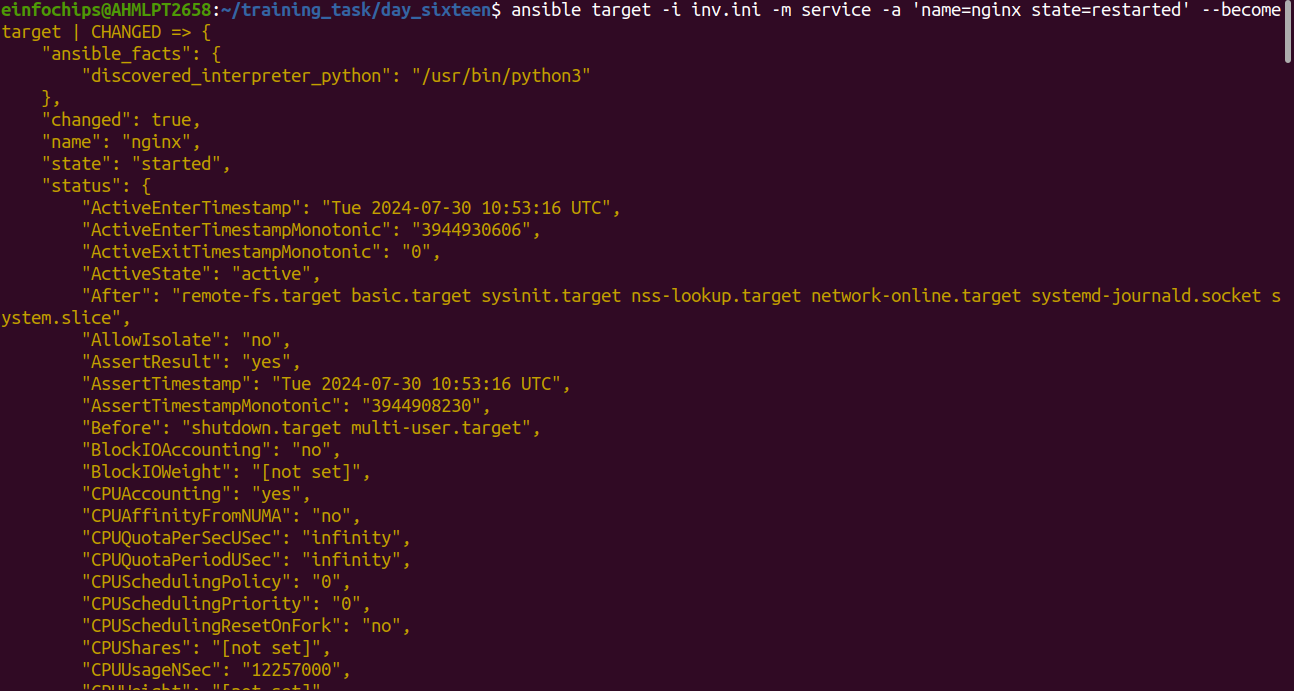 einfochips@AHMLPT2658:~/training_task/day_sixteen$ ansible target -i inv.ini -m service -a 'name=nginx state=restarted' --become
target | CHANGED => {
    "ansible_facts": {
        "discovered_interpreter_python": "/usr/bin/python3"
    },
    "changed": true,
    "name": "nginx",
    "state": "started",
    "status": {
        "ActiveEnterTimestamp": "Tue 2024-07-30 10:53:16 UTC",
        "ActiveEnterTimestampMonotonic": "3944930606",
        "ActiveExitTimestampMonotonic": "0",
        "ActiveState": "active",
        "After": "remote-fs.target basic.target sysinit.target nss-lookup.target network-online.target systemd-journald.socket s
ystem.slice",
        "AllowIsolate": "no",
        "AssertResult": "yes",
        "AssertTimestamp": "Tue 2024-07-30 10:53:16 UTC",
        "AssertTimestampMonotonic": "3944908230",
        "Before": "shutdown.target multi-user.target",
        "BlockIOAccounting": "no",
        "BlockIOWeight": "[not set]",
        "CPUAccounting": "yes",
        "CPUAffinityFromNUMA": "no",
        "CPUQuotaPerSecUSec": "infinity",
        "CPUQuotaPeriodUSec": "infinity",
        "CPUSchedulingPolicy": "0",
        "CPUSchedulingPriority": "0",
        "CPUSchedulingResetOnFork": "no",
        "CPUShares": "[not set]",
        "CPUUsageNSec": "12257000",